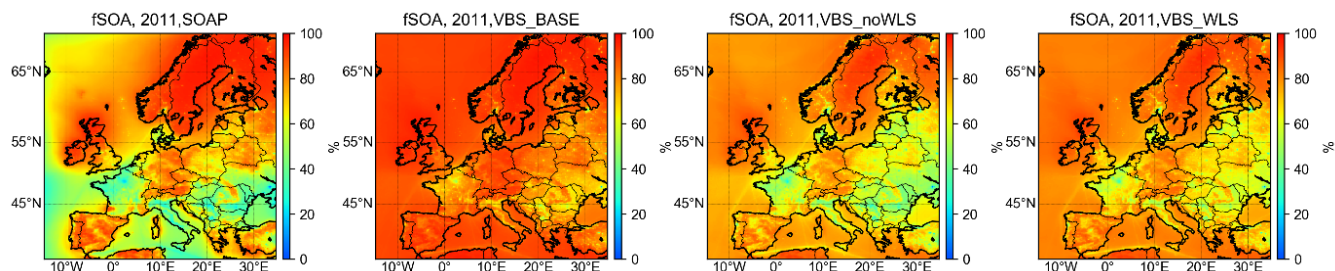 fSOA, 2011,SOAP
65°N
55°N
45°N
10°W 0° 10°E 20°E 30°E
100
80
60
40
20
0
%
fSOA, 2011,VBS_BASE
65°N
55°N
45°N
10°W 0° 10°E 20°E 30°E
100
80
60
40
20
0
%
fSOA, 2011,VBS_noWLS
65°N
55°N
45°N
10°W 0° 10°E 20°E 30°E
100
80
60
40
20
0
%
fSOA, 2011,VBS_WLS
65°N
55°N
45°N
10°W 0° 10°E 20°E 30°E
100
80
60
40
20
0
%